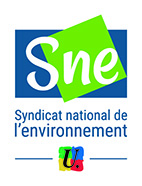 Sne
Syndicat national de
l'environnement
U.